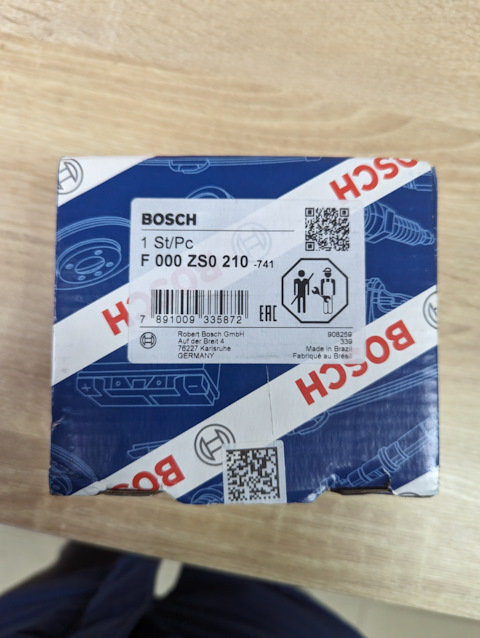 BOSCH
BOSCH
1 St/Pc
F 000 ZS0 210 -741
7 891009 335872
EAC
Robert Bosch GmbH
Auf der Breit 4
76227 Karlsruhe
GERMANY
908259
339
Made in Brazil
Fabriqué au Brésil
BOSCH
BOSCH